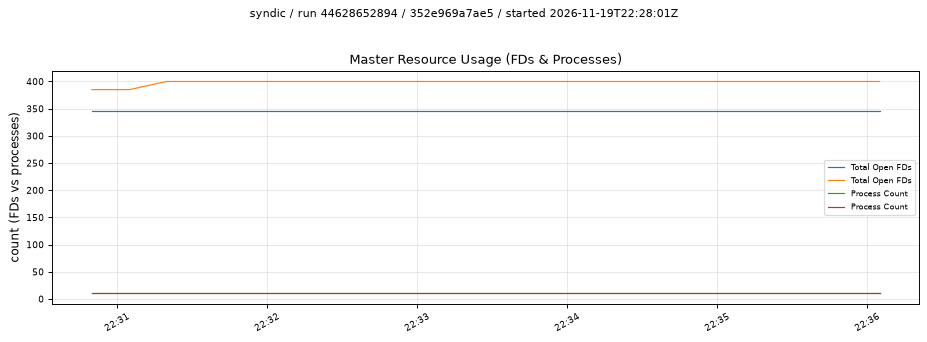 syndic / run 44628652894 / 352e969a7ae5 / started 2026-11-19T22:28:01Z
Master Resource Usage (FDs & Processes)
count (FDs vs processes)
400
350
300
250
200
150
100
50
0
Total Open FDs
Total Open FDs
Process Count
Process Count
22:31
22:32
22:33
22:34
22:35
22:36